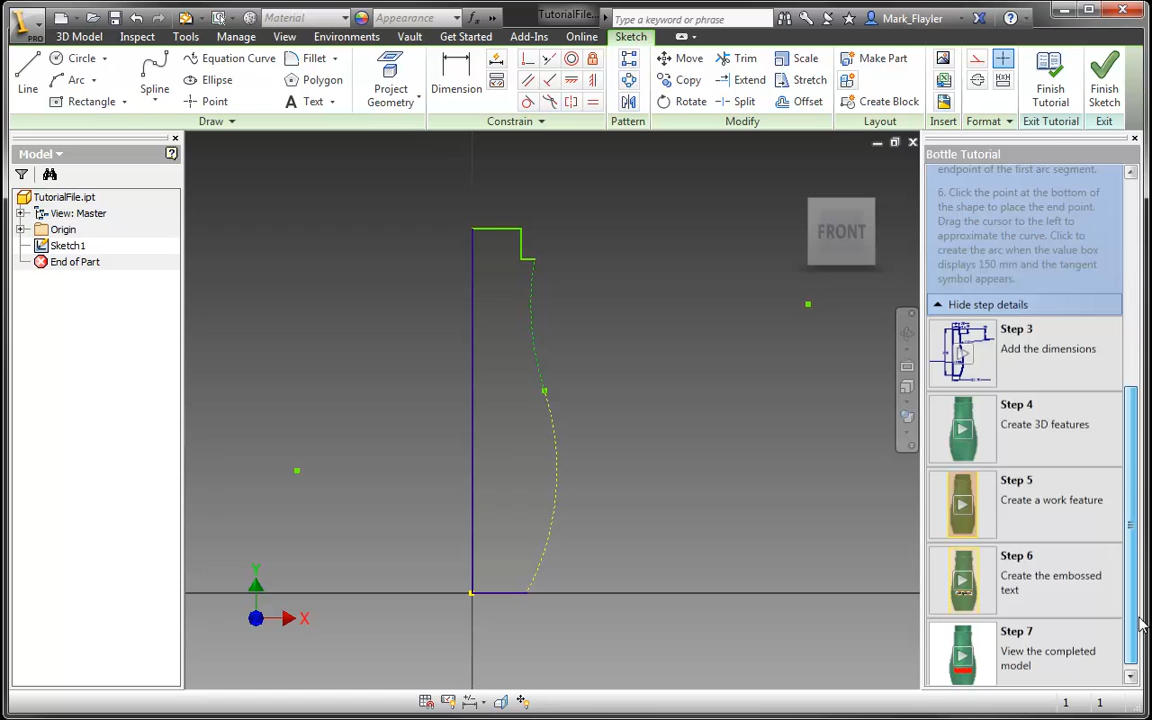 PRO
Material
Appearance
fx
TutorialFile...
Type a keyword or phrase
Mark_Flayler
3D Model
Inspect
Tools
Manage
View
Environments
Vault
Get Started
Add-Ins
Online
Sketch
Line
Circle
Arc
Rectangle
Spline
Equation Curve
Ellipse
Point
Fillet
Polygon
Text
Project
Geometry
Dimension
Move
Copy
Rotate
Trim
Extend
Split
Scale
Stretch
Offset
Make Part
Create Block
Finish
Tutorial
Finish
Sketch
Draw
Constrain
Pattern
Modify
Layout
Insert
Format
Exit Tutorial
Exit
Model
TutorialFile.ipt
View: Master
Origin
Sketch1
End of Part
FRONT
Y
X
Bottle Tutorial
endpoint of the first arc segment.
6. Click the point at the bottom of
the shape to place the end point.
Drag the cursor to the left to
approximate the curve. Click to
create the arc when the value box
displays 150 mm and the tangent
symbol appears.
Hide step details
Step 3
Add the dimensions
Step 4
Create 3D features
Step 5
Create a work feature
Step 6
Create the embossed
text
Step 7
View the completed
model
1
1